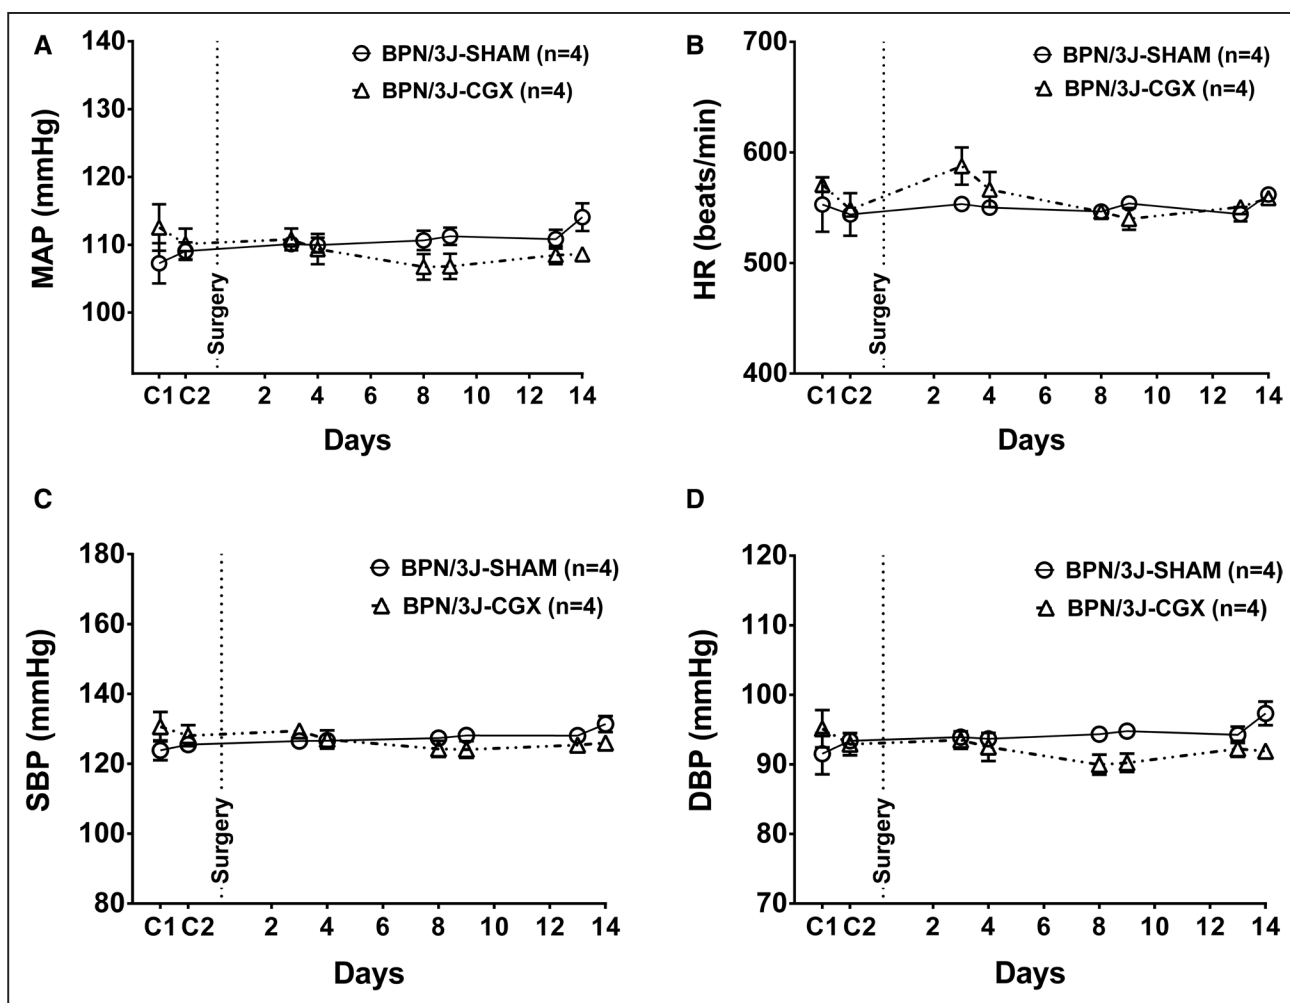 A
140
130
120
110
100
MAP (mmHg)
BPN/3J-SHAM (n=4)
BPN/3J-CGX (n=4)
Surgery
C1 C2 2 4 6 8 10 12 14
Days
B
700
600
500
400
HR (beats/min)
BPN/3J-SHAM (n=4)
BPN/3J-CGX (n=4)
Surgery
C1 C2 2 4 6 8 10 12 14
Days
C
180
160
140
120
100
80
SBP (mmHg)
BPN/3J-SHAM (n=4)
BPN/3J-CGX (n=4)
Surgery
C1 C2 2 4 6 8 10 12 14
Days
D
120
110
100
90
80
70
DBP (mmHg)
BPN/3J-SHAM (n=4)
BPN/3J-CGX (n=4)
Surgery
C1 C2 2 4 6 8 10 12 14
Days